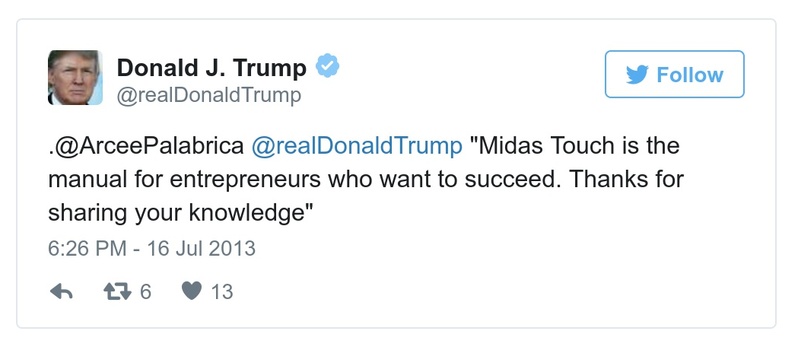 Donald J. Trump
@realDonaldTrump
Follow
.@ArceePalabrica @realDonaldTrump "Midas Touch is the
manual for entrepreneurs who want to succeed. Thanks for
sharing your knowledge"
6:26 PM - 16 Jul 2013
6 13